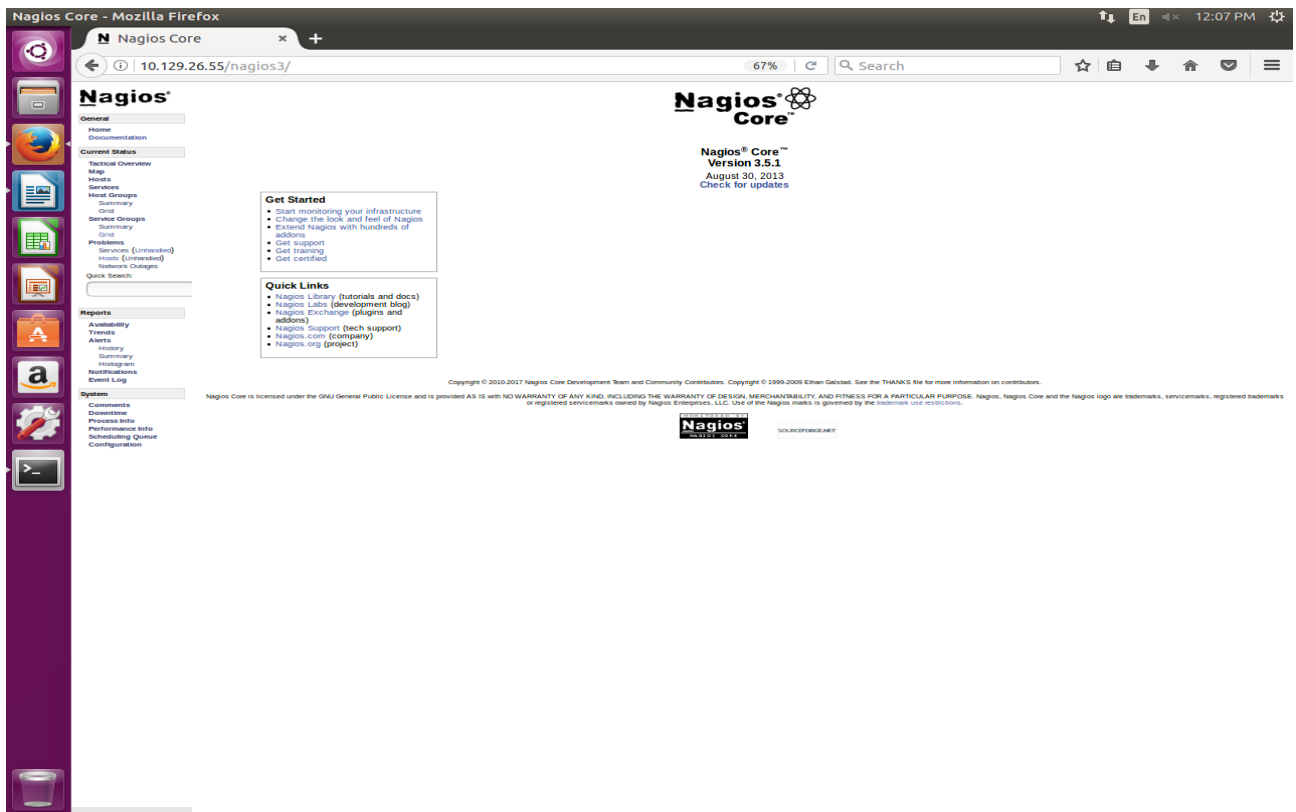 Nagios Core - Mozilla Firefox
En
12:07 PM
N Nagios Core × +
10.129.26.55/nagios3/
67%
Search
Nagios®
General
Home
Documentation
Current Status
Tactical Overview
Map
Hosts
Services
Host Groups
Summary
Grid
Service Groups
Summary
Grid
Problems
Services (Unhandled)
Hosts (Unhandled)
Network Outages
Quick Search:
Reports
Availability
Trends
Alerts
History
Summary
Histogram
Notifications
Event Log
System
Comments
Downtime
Process Info
Performance Info
Scheduling Queue
Configuration
Nagios®
Core™
Nagios® Core™
Version 3.5.1
August 30, 2013
Check for updates
Get Started
• Start monitoring your infrastructure
• Change the look and feel of Nagios
• Extend Nagios with hundreds of
addons
• Get support
• Get training
• Get certified
Quick Links
• Nagios Library (tutorials and docs)
• Nagios Labs (development blog)
• Nagios Exchange (plugins and
addons)
• Nagios Support (tech support)
• Nagios.com (company)
• Nagios.org (project)
Copyright © 2010-2017 Nagios Core Development Team and Community Contributors. Copyright © 1999-2009 Ethan Galstad. See the THANKS file for more information on contributors.
Nagios Core is licensed under the GNU General Public License and is provided AS IS with NO WARRANTY OF ANY KIND, INCLUDING THE WARRANTY OF DESIGN, MERCHANTABILITY, AND FITNESS FOR A PARTICULAR PURPOSE. Nagios, Nagios Core and the Nagios logo are trademarks, servicemarks, registered trademarks
or registered servicemarks owned by Nagios Enterprises, LLC. Use of the Nagios marks is governed by the trademark use restrictions.
MONITORED BY
Nagios®
NAGIOS CORE
SOURCEFORGE.NET